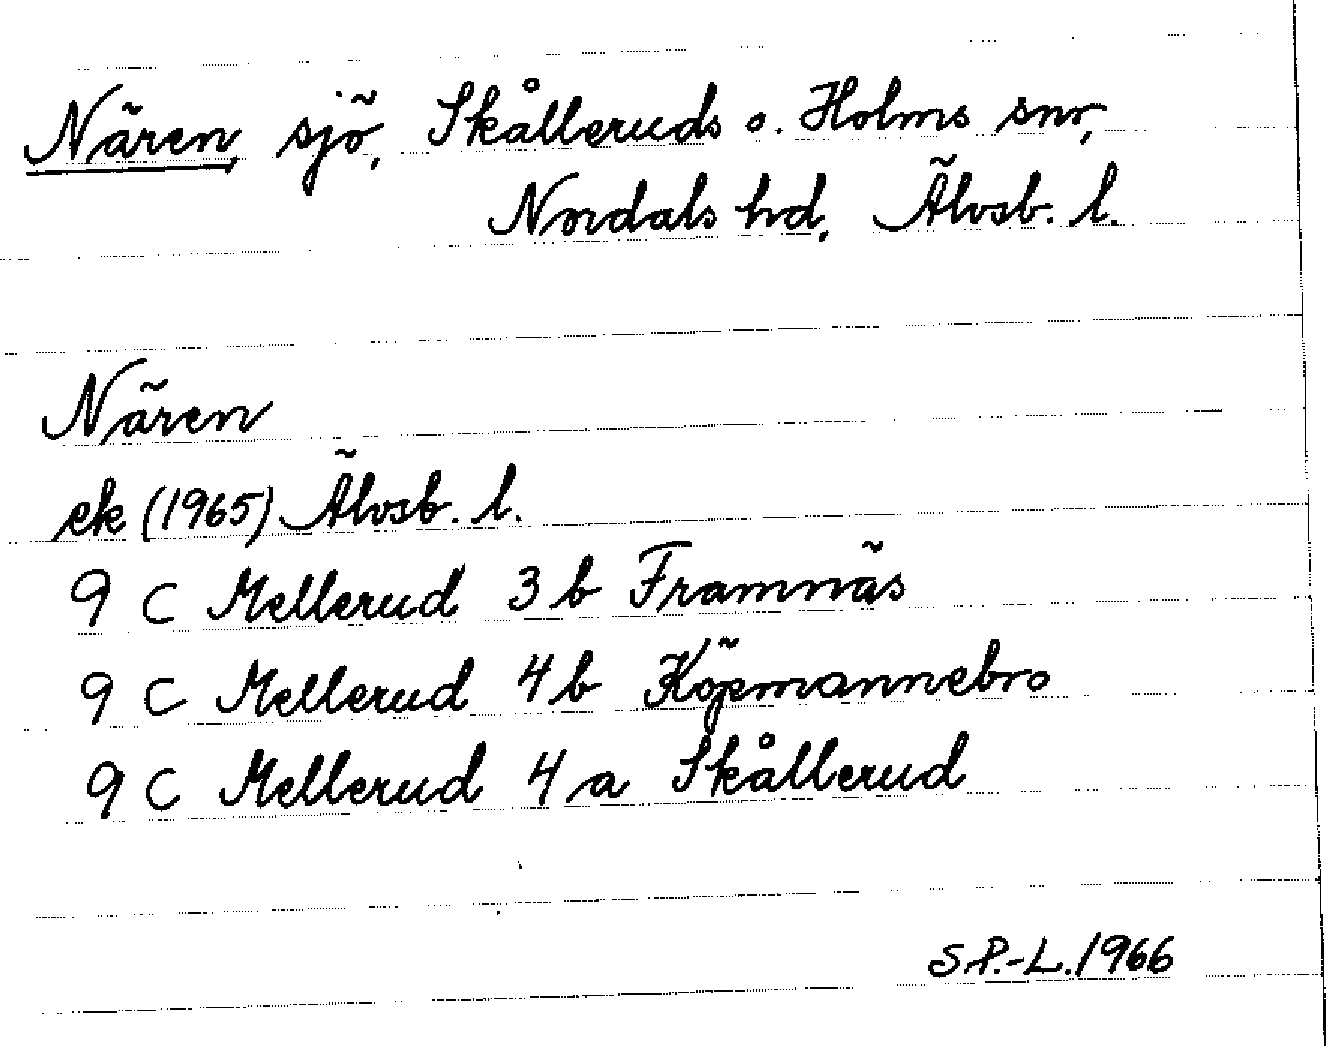 Nären, sjö, Skålleruds o. Holms snr,
Nordals hd, Älvsb. l.
Nären
ek (1965) Älvsb. l.
9 C Mellerud 3 b Framnäs
9 C Mellerud 4 b Köpmannebro
9 C Mellerud 4 a Skållerud
S P.-L. 1966